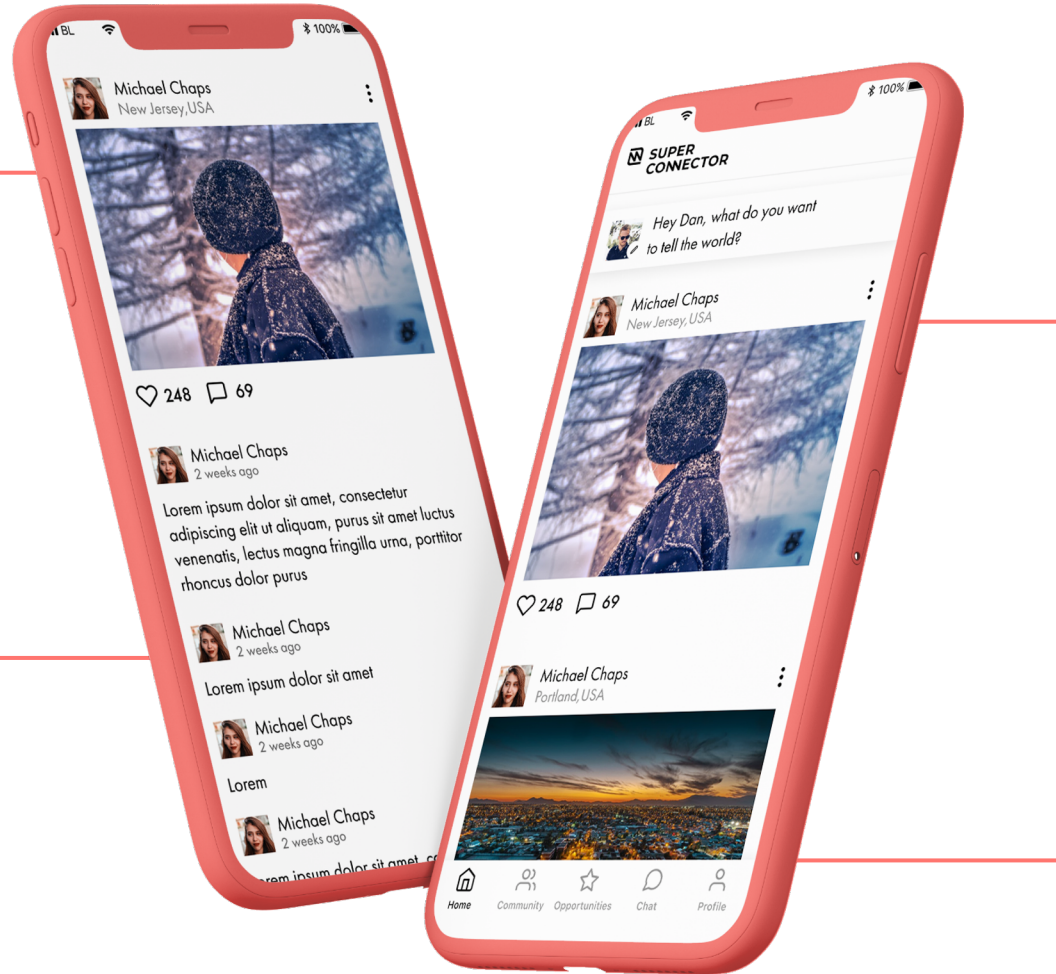 BL
100%
Michael Chaps
New Jersey,USA
248
69
Michael Chaps
2 weeks ago
Lorem ipsum dolor sit amet, consectetur
adipiscing elit ut aliquam, purus sit amet luctus
venenatis, lectus magna fringilla urna, porttitor
rhoncus dolor purus
Michael Chaps
2 weeks ago
Lorem ipsum dolor sit amet
Michael Chaps
2 weeks ago
Lorem
Michael Chaps
2 weeks ago
ipsum dolor sit amet,
BL
100%
SUPER
CONNECTOR
Hey Dan, what do you want
to tell the world?
Michael Chaps
New Jersey,USA
248
69
Michael Chaps
Portland,USA
Home
Community
Opportunities
Chat
Profile